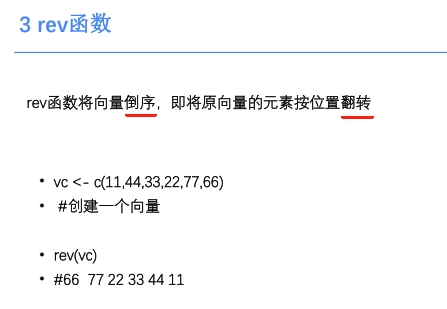 3 rev函数
rev函数将向量倒序，即将原向量的元素按位置翻转
• vc <- c(11,44,33,22,77,66)
• #创建一个向量
• rev(vc)
• #66  77 22 33 44 11